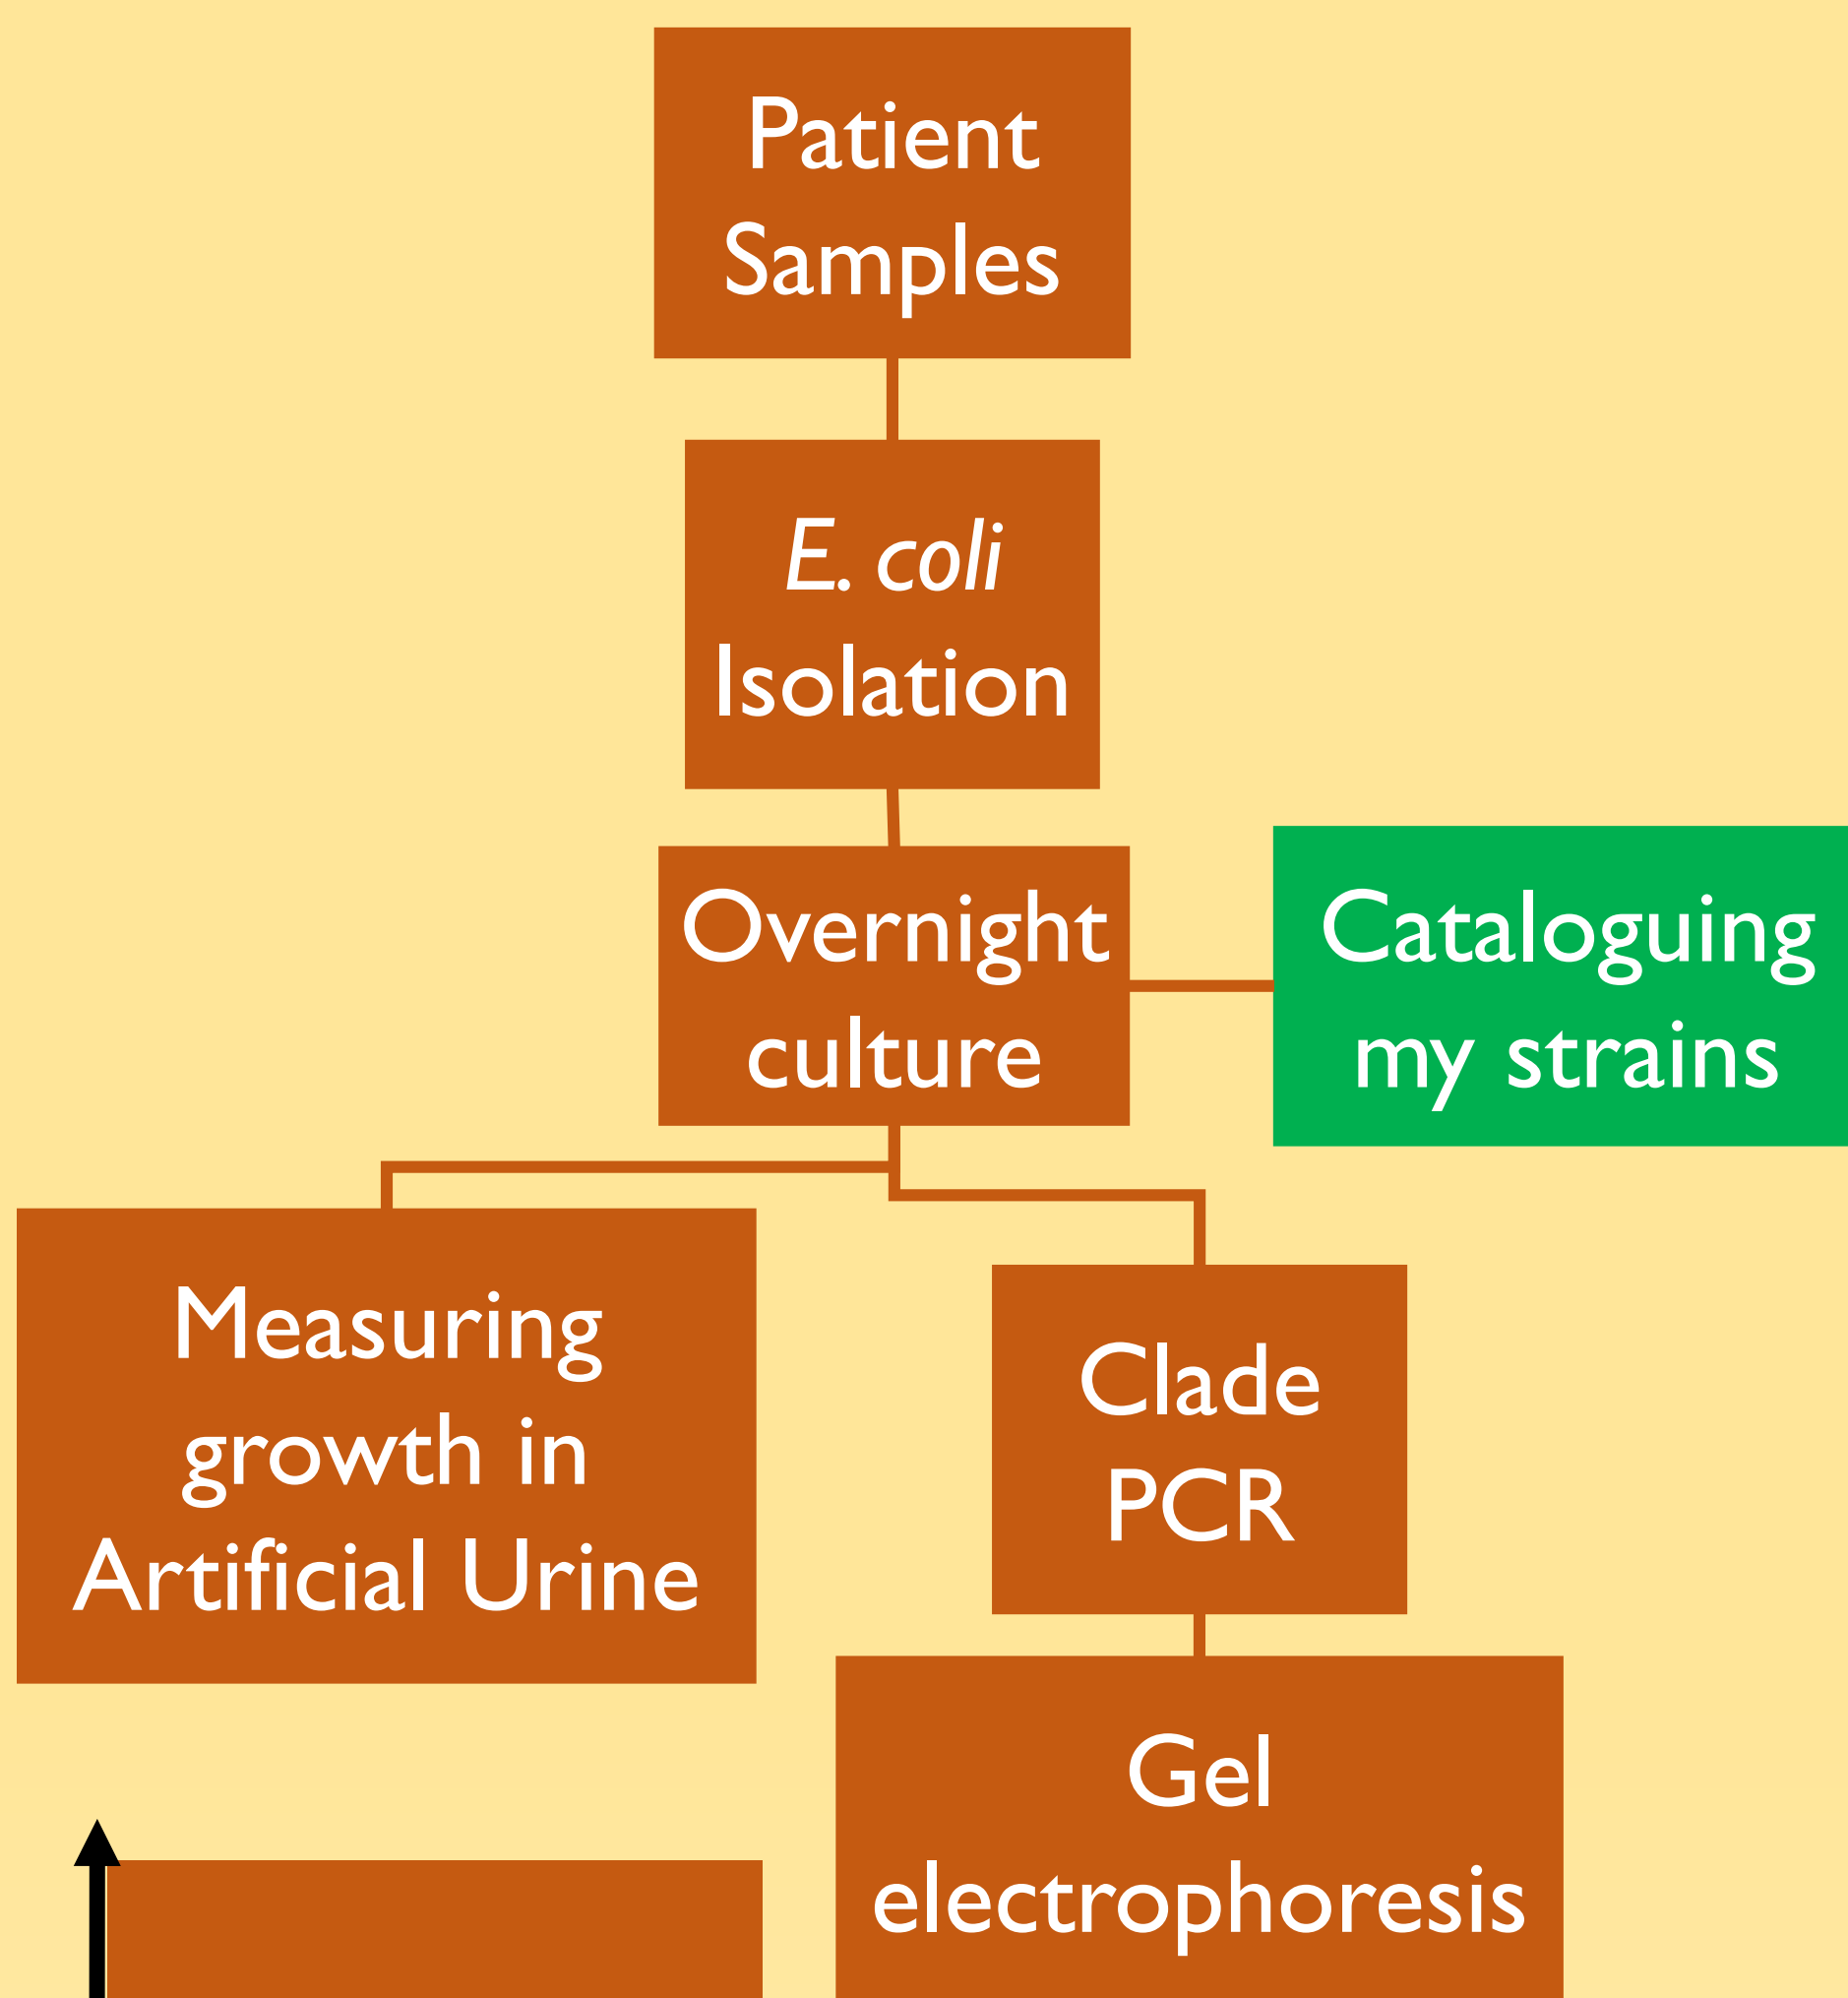 Patient
Samples
E. coli
Isolation
Overnight
culture
Cataloguing
my strains
Measuring
growth in
Artificial Urine
Clade
PCR
Gel
electrophoresis